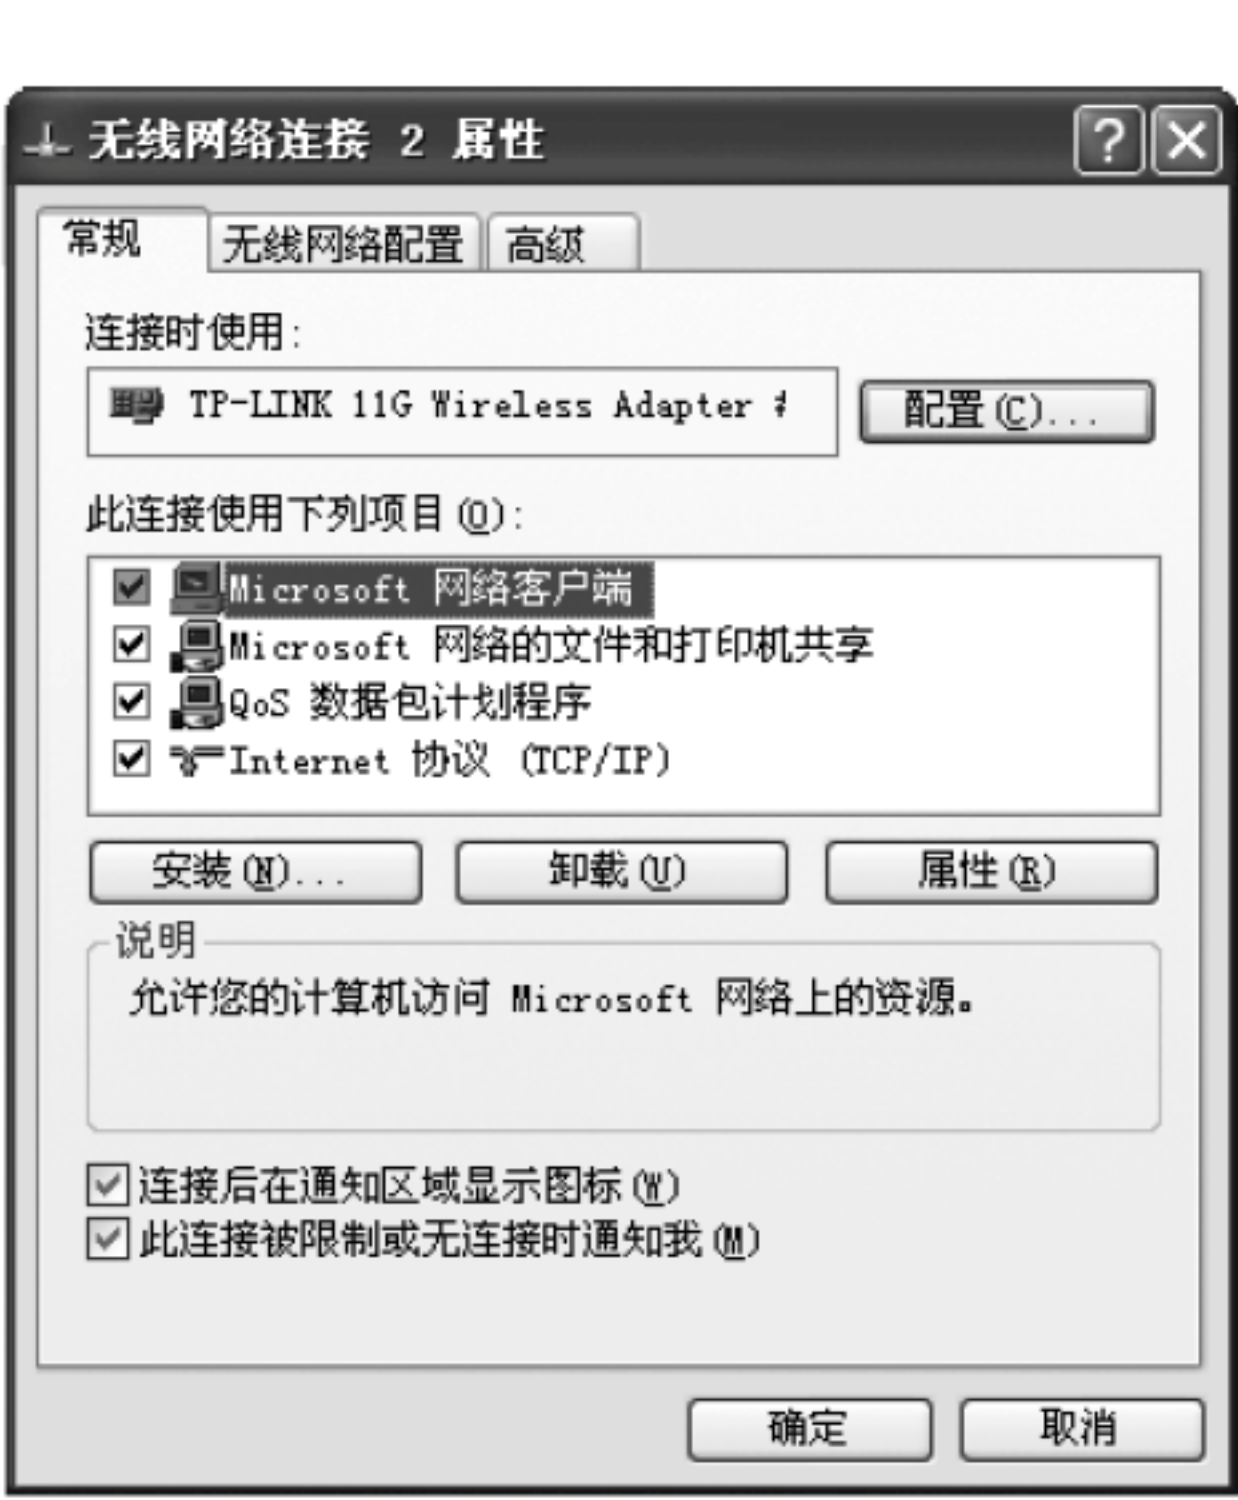 无线网络连接 2 属性
常规 无线网络配置 高级
连接时使用:
TP-LINK 11G Wireless Adapter 配置(C)...
此连接使用下列项目(O):
Microsoft 网络客户端
Microsoft 网络的文件和打印机共享
QoS 数据包计划程序
Internet 协议 (TCP/IP)
安装(N)... 卸载(U) 属性(R)
说明
允许您的计算机访问 Microsoft 网络上的资源。
连接后在通知区域显示图标(W)
此连接被限制或无连接时通知我(M)
确定 取消